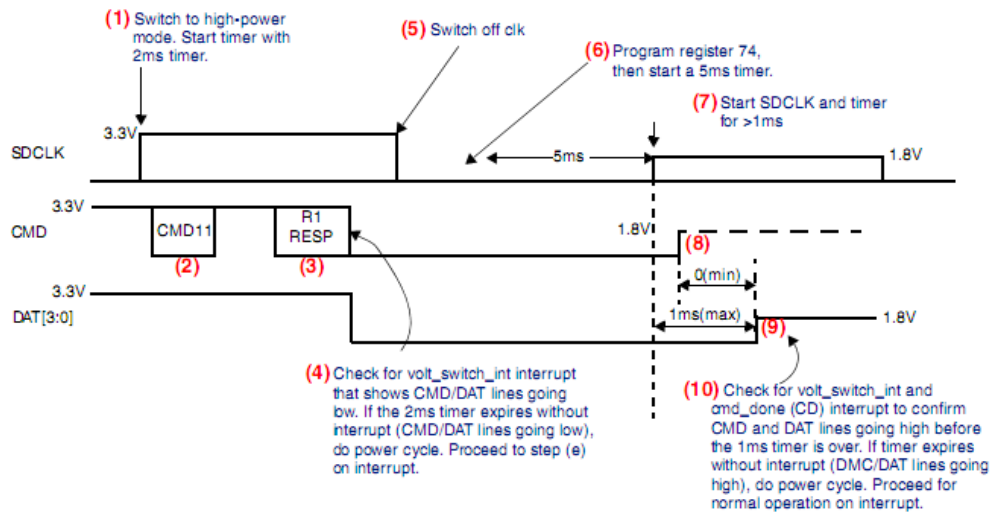 (1) Switch to high-power
mode. Start timer with
2ms timer.
(5) Switch off clk
(6) Program register 74,
then start a 5ms timer.
(7) Start SDCLK and timer
for >1ms
3.3V
SDCLK
5ms
1.8V
3.3V
CMD
CMD11
(2)
R1
RESP
(3)
1.8V
(8)
0(min)
3.3V
DAT[3:0]
1ms(max)
(9)
1.8V
(4) Check for volt_switch_int interrupt
that shows CMD/DAT lines going
low. If the 2ms timer expires without
interrupt (CMD/DAT lines going low),
do power cycle. Proceed to step (e)
on interrupt.
(10) Check for volt_switch_int and
cmd_done (CD) interrupt to confirm
CMD and DAT lines going high before
the 1ms timer is over. If timer expires
without interrupt (DMC/DAT lines going
high), do power cycle. Proceed for
normal operation on interrupt.